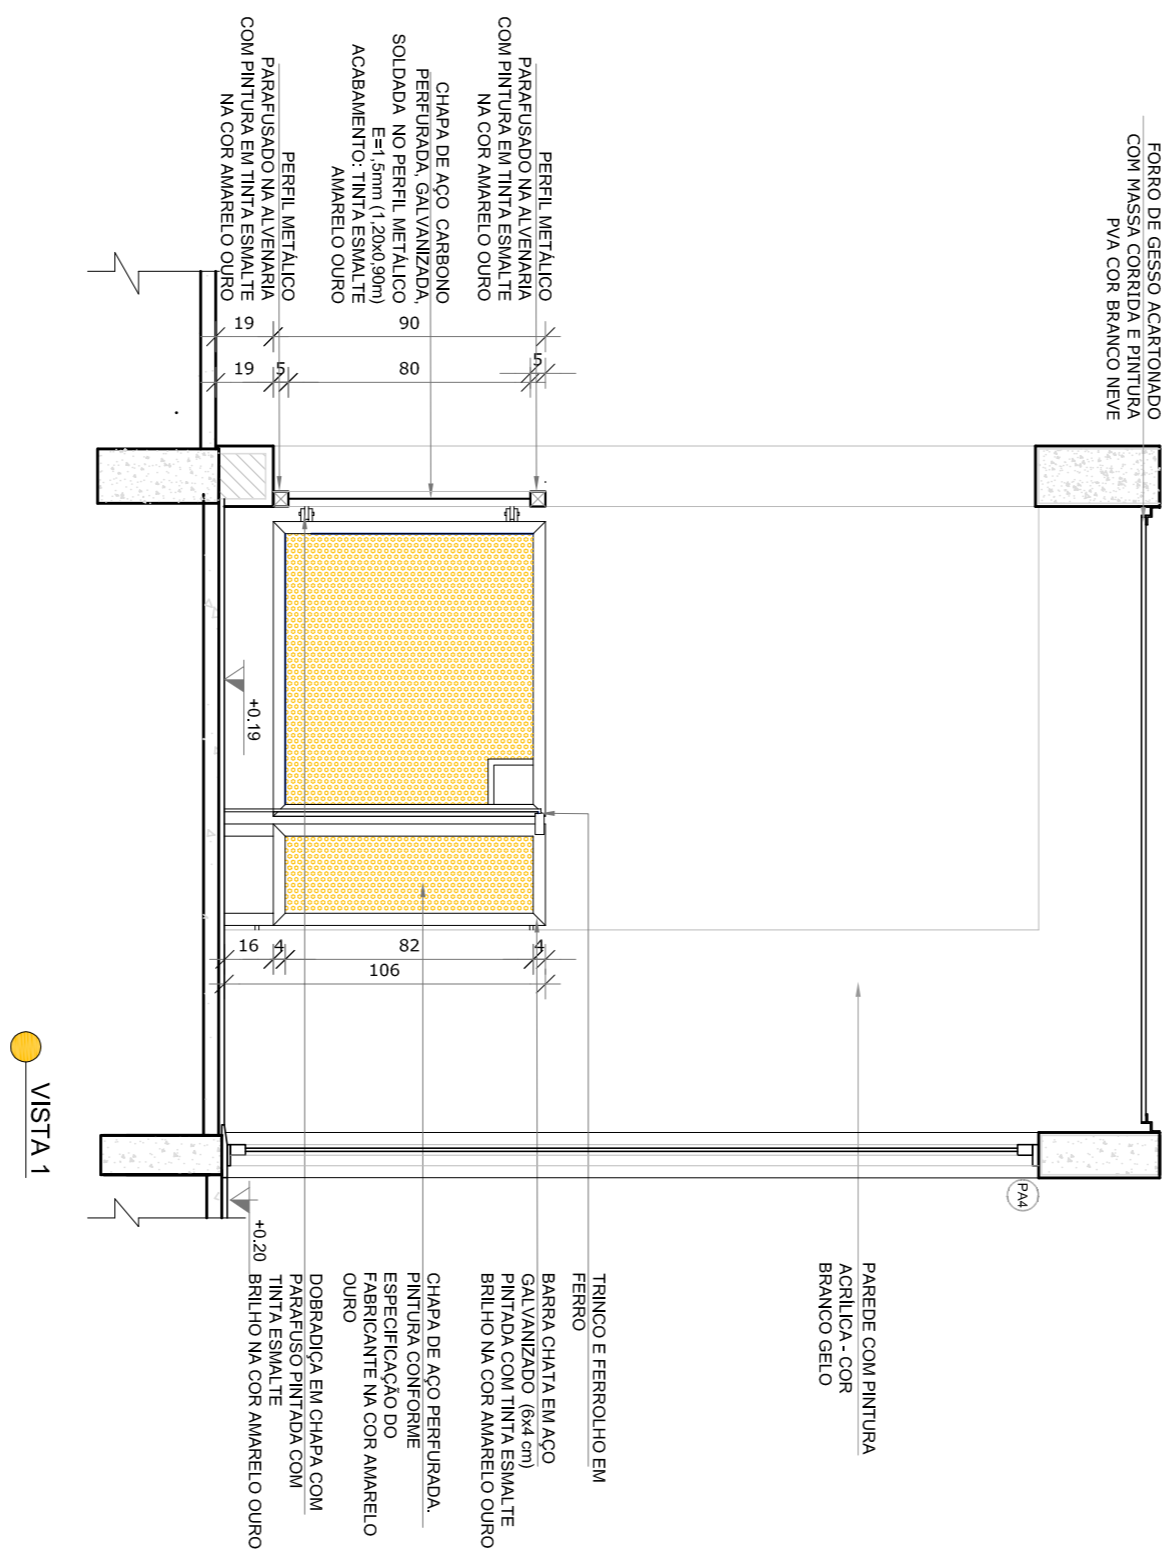 FORRO DE GESSO ACARTONADO
COM MASSA CORRIDA E PINTURA
PVA COR BRANCO NEVE
PERFIL METÁLICO
PARAFUSADO NA ALVENARIA
COM PINTURA EM TINTA ESMALTE
NA COR AMARELO OURO
CHAPA DE AÇO CARBONO
PERFURADA, GALVANIZADA,
SOLDADA NO PERFIL METÁLICO
E=1,5mm (1,20x0,90m)
ACABAMENTO: TINTA ESMALTE
AMARELO OURO
PERFIL METÁLICO
PARAFUSADO NA ALVENARIA
COM PINTURA EM TINTA ESMALTE
NA COR AMARELO OURO
90
19
5
80
5
19
+0.19
4
82
4
16
106
PA4
+0.20
PAREDE COM PINTURA
ACRÍLICA - COR
BRANCO GELO
TRINCO E FERROLHO EM
FERRO
BARRA CHATA EM AÇO
GALVANIZADO (6x4 cm)
PINTADA COM TINTA ESMALTE
BRILHO NA COR AMARELO OURO
CHAPA DE AÇO PERFURADA.
PINTURA CONFORME
ESPECIFICAÇÃO DO
FABRICANTE NA COR AMARELO
OURO
DOBRADIÇA EM CHAPA COM
PARAFUSO PINTADA COM
TINTA ESMALTE
BRILHO NA COR AMARELO OURO
VISTA 1